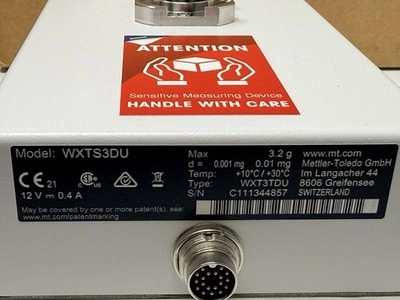 ATTENTION
Sensitive Measuring Device
HANDLE WITH CARE
Model: WXTS3DU
CE 21
12 V ⎓ 0.4 A
May be covered by one or more patent(s), see:
www.mt.com/patentmarking
Max 3.2 g
d = 0.001 mg 0.01 mg
Temp: +10°C / +30°C
Type: WXT3TDU
S/N C111344857
www.mt.com
Mettler-Toledo GmbH
Im Langacher 44
8606 Greifensee
SWITZERLAND